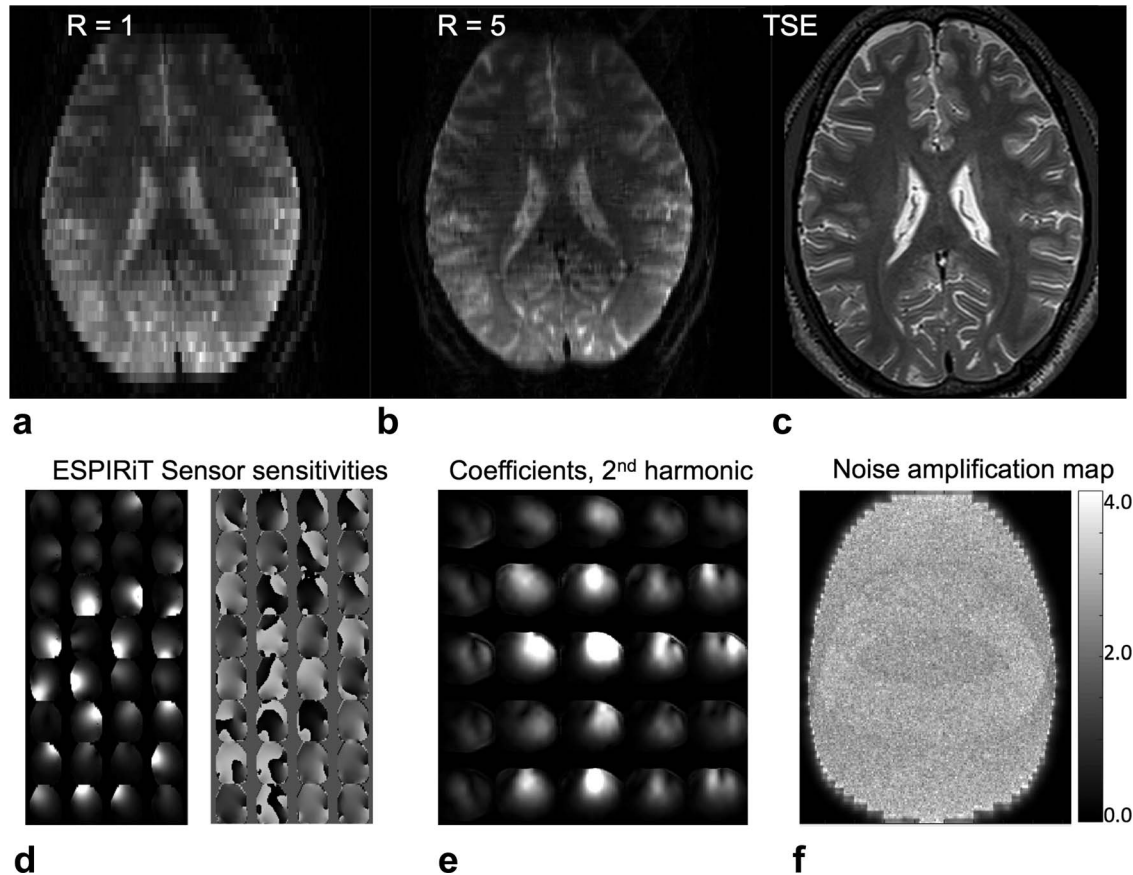 R = 1
R = 5
TSE
a
b
c
ESPIRiT Sensor sensitivities
Coefficients, 2nd harmonic
Noise amplification map
4.0
2.0
0.0
d
e
f